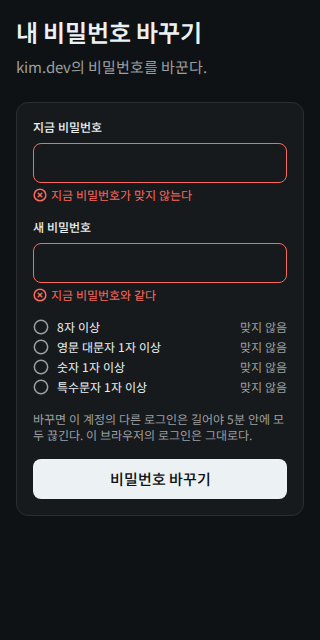 내 비밀번호 바꾸기
kim.dev의 비밀번호를 바꾼다.
지금 비밀번호
지금 비밀번호가 맞지 않는다
새 비밀번호
지금 비밀번호와 같다
8자 이상 맞지 않음
영문 대문자 1자 이상 맞지 않음
숫자 1자 이상 맞지 않음
특수문자 1자 이상 맞지 않음
바꾸면 이 계정의 다른 로그인은 길어야 5분 안에 모
두 끊긴다. 이 브라우저의 로그인은 그대로다.
비밀번호 바꾸기